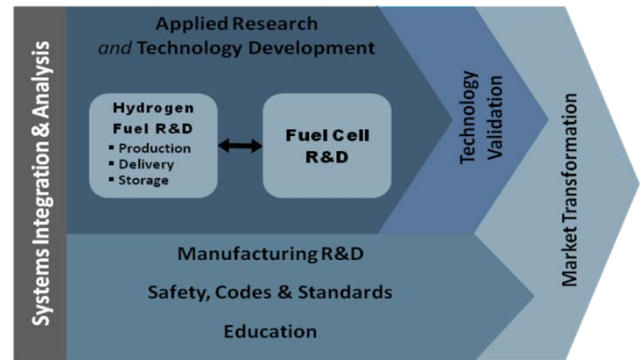 Systems Integration & Analysis
Applied Research
and Technology Development
Hydrogen
Fuel R&D
▪ Production
▪ Delivery
▪ Storage
Fuel Cell
R&D
Technology
Validation
Market Transformation
Manufacturing R&D
Safety, Codes & Standards
Education